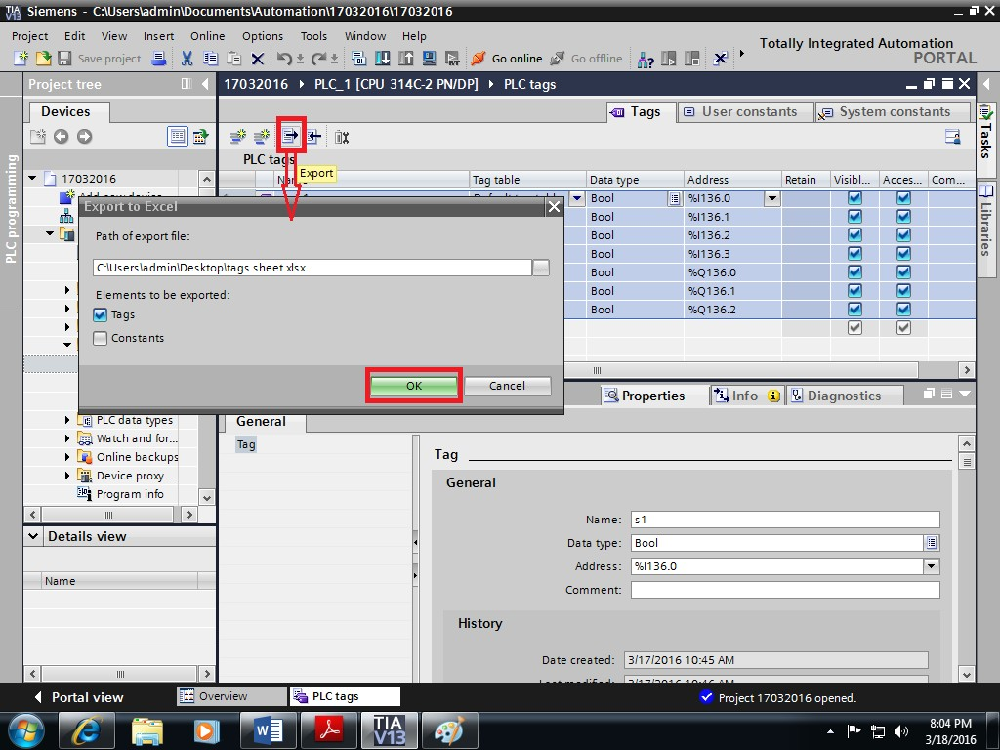 TIA V13 Siemens - C:\Users\admin\Documents\Automation\17032016\17032016
Project Edit View Insert Online Options Tools Window Help
Save project Go online Go offline
Totally Integrated Automation
PORTAL
Project tree
17032016 PLC_1 [CPU 314C-2 PN/DP] PLC tags
Devices
Tags User constants System constants
PLC tags
Export
Tag table Data type Address Retain Visibl... Acces... Com...
17032016
Bool %I136.0
Bool %I136.1
Bool %I136.2
Bool %I136.3
Bool %Q136.0
Bool %Q136.1
Bool %Q136.2
Export to Excel
Path of export file:
C:\Users\admin\Desktop\tags sheet.xlsx
...
Elements to be exported:
Tags
Constants
OK Cancel
PLC programming
Tasks
Libraries
PLC data types
Watch and for...
Online backups
Device proxy ...
Program info
Details view
Name
Properties Info Diagnostics
General
Tag
Tag
General
Name: s1
Data type: Bool
Address: %I136.0
Comment:
History
Date created: 3/17/2016 10:45 AM
Last modified: 3/17/2016 10:46 AM
Portal view Overview PLC tags
Project 17032016 opened.
TIA V13
8:04 PM
3/18/2016